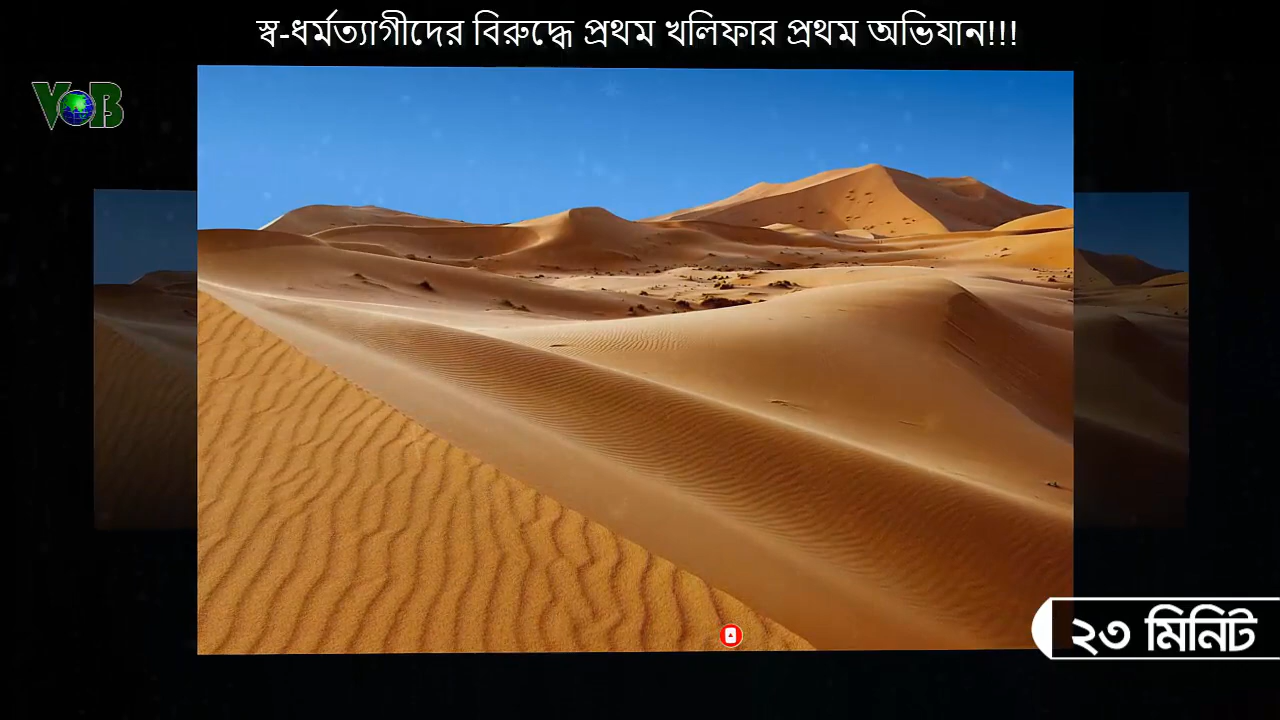 স্ব-ধর্মত্যাগীদের বিরুদ্ধে প্রথম খলিফার প্রথম অভিযান!!!
VOB
২৩ মিনিট